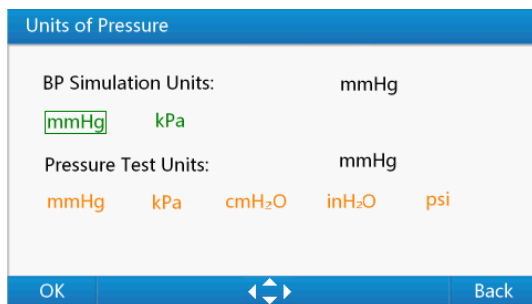 Units of Pressure
BP Simulation Units: mmHg
mmHg kPa
Pressure Test Units: mmHg
mmHg kPa cmH₂O inH₂O psi
OK Back